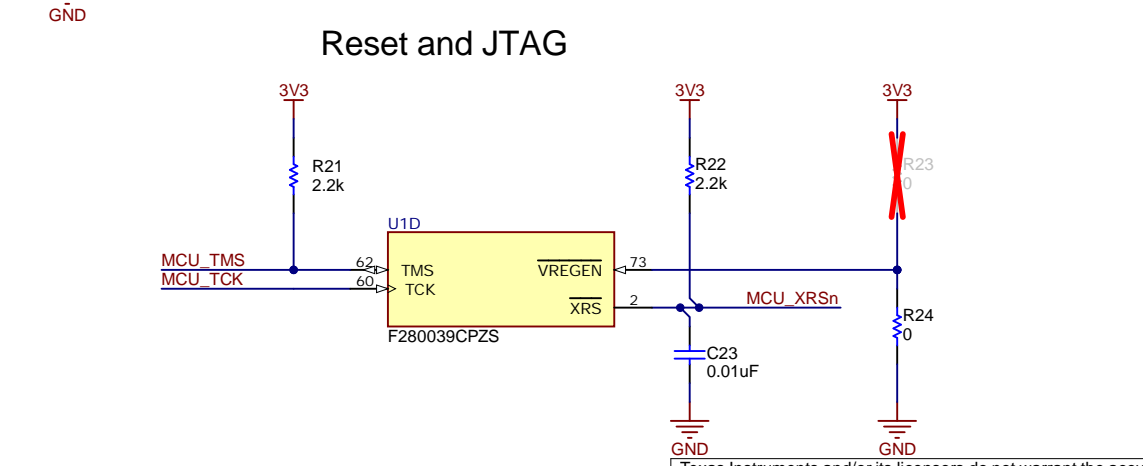 GND
Reset and JTAG
3V3
3V3
3V3
R21
2.2k
R22
2.2k
R23
0
U1D
MCU_TMS
62
TMS
VREGEN
73
MCU_TCK
60
TCK
XRS
2
MCU_XRSn
F280039CPZS
R24
0
C23
0.01uF
GND
GND